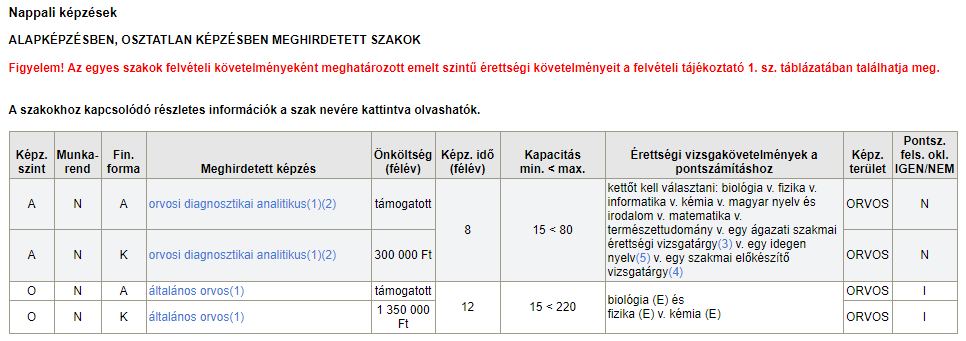 Nappali képzések
ALAPKÉPZÉSBEN, OSZTATLAN KÉPZÉSBEN MEGHIRDETETT SZAKOK
Figyelem! Az egyes szakok felvételi követelményeként meghatározott emelt szintű érettségi követelményeit a felvételi tájékoztató 1. sz. táblázatában találhatja meg.
A szakokhoz kapcsolódó részletes információk a szak nevére kattintva olvashatók.
Képz. szint Munka-rend Fin. forma Meghirdetett képzés Önköltség (félév) Képz. idő (félév) Kapacitás min. < max. Érettségi vizsgakövetelmények a pontszámításhoz Képz. terület Pontsz. fels. okl. IGEN/NEM
A N A orvosi diagnosztikai analitikus(1)(2) támogatott 8 15 < 80
kettőt kell választani: biológia v. fizika v.
informatika v. kémia v. magyar nyelv és
irodalom v. matematika v.
természettudomány v. egy ágazati szakmai
érettségi vizsgatárgy(3) v. egy idegen
nyelv(5) v. egy szakmai előkészítő
vizsgatárgy(4)
ORVOS N
A N K orvosi diagnosztikai analitikus(1)(2) 300 000 Ft ORVOS N
O N A általános orvos(1) támogatott 12 15 < 220
biológia (E) és
fizika (E) v. kémia (E)
ORVOS I
O N K általános orvos(1) 1 350 000 Ft ORVOS I